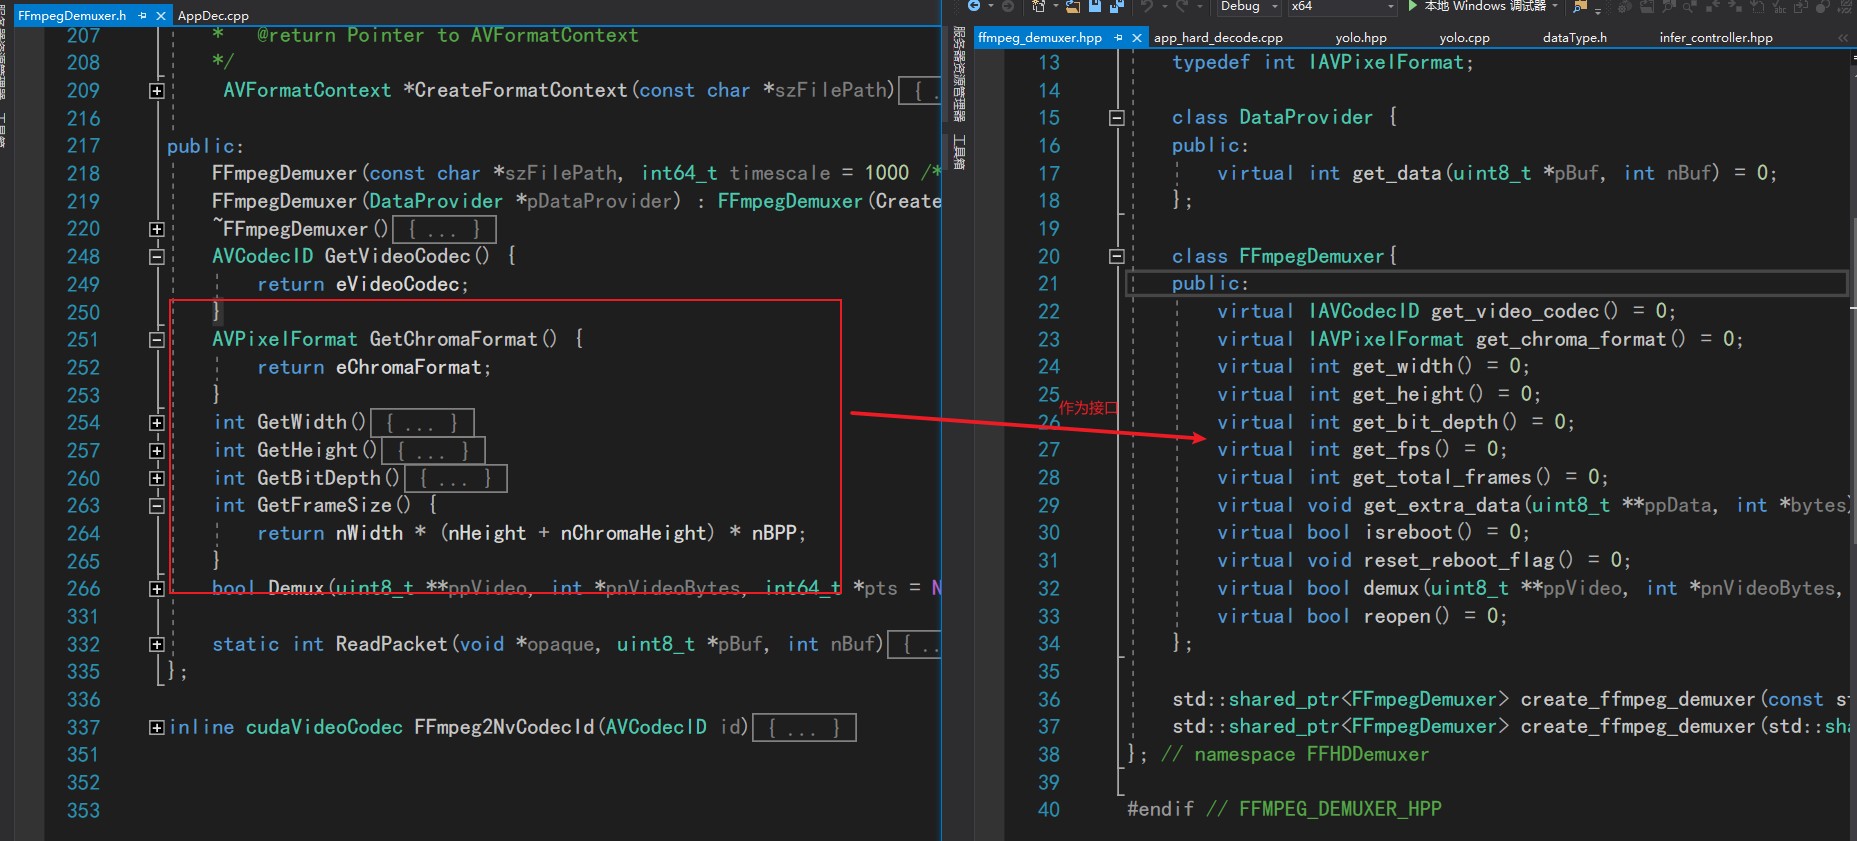 FFmpegDemuxer.h
AppDec.cpp
207 * @return Pointer to AVFormatContext
208 */
209 AVFormatContext *CreateFormatContext(const char *szFilePath){ .
216
217 public:
218 FFmpegDemuxer(const char *szFilePath, int64_t timescale = 1000 /*
219 FFmpegDemuxer(DataProvider *pDataProvider) : FFmpegDemuxer(Create
220 ~FFmpegDemuxer(){ ... }
248 AVCodecID GetVideoCodec() {
249 return eVideoCodec;
250 }
251 AVPixelFormat GetChromaFormat() {
252 return eChromaFormat;
253 }
254 int GetWidth(){ ... }
257 int GetHeight(){ ... }
260 int GetBitDepth(){ ... }
263 int GetFrameSize() {
264 return nWidth * (nHeight + nChromaHeight) * nBPP;
265 }
266 bool Demux(uint8_t **ppVideo, int *pnVideoBytes, int64_t *pts = N
331
332 static int ReadPacket(void *opaque, uint8_t *pBuf, int nBuf){ ..
335 };
336
337 inline cudaVideoCodec FFmpeg2NvCodecId(AVCodecID id){ ... }
351
352
353
服务器资源管理器
工具箱
Debug
x64
本地 Windows 调试器
ffmpeg_demuxer.hpp
app_hard_decode.cpp
yolo.hpp
yolo.cpp
dataType.h
infer_controller.hpp
13 typedef int IAVPixelFormat;
14
15 class DataProvider {
16 public:
17 virtual int get_data(uint8_t *pBuf, int nBuf) = 0;
18 };
19
20 class FFmpegDemuxer{
21 public:
22 virtual IAVCodecID get_video_codec() = 0;
23 virtual IAVPixelFormat get_chroma_format() = 0;
24 virtual int get_width() = 0;
25 virtual int get_height() = 0;
作为接口
26 virtual int get_bit_depth() = 0;
27 virtual int get_fps() = 0;
28 virtual int get_total_frames() = 0;
29 virtual void get_extra_data(uint8_t **ppData, int *bytes)
30 virtual bool isreboot() = 0;
31 virtual void reset_reboot_flag() = 0;
32 virtual bool demux(uint8_t **ppVideo, int *pnVideoBytes,
33 virtual bool reopen() = 0;
34 };
35
36 std::shared_ptr<FFmpegDemuxer> create_ffmpeg_demuxer(const s
37 std::shared_ptr<FFmpegDemuxer> create_ffmpeg_demuxer(std::sha
38 }; // namespace FFHDDemuxer
39
40 #endif // FFMPEG_DEMUXER_HPP